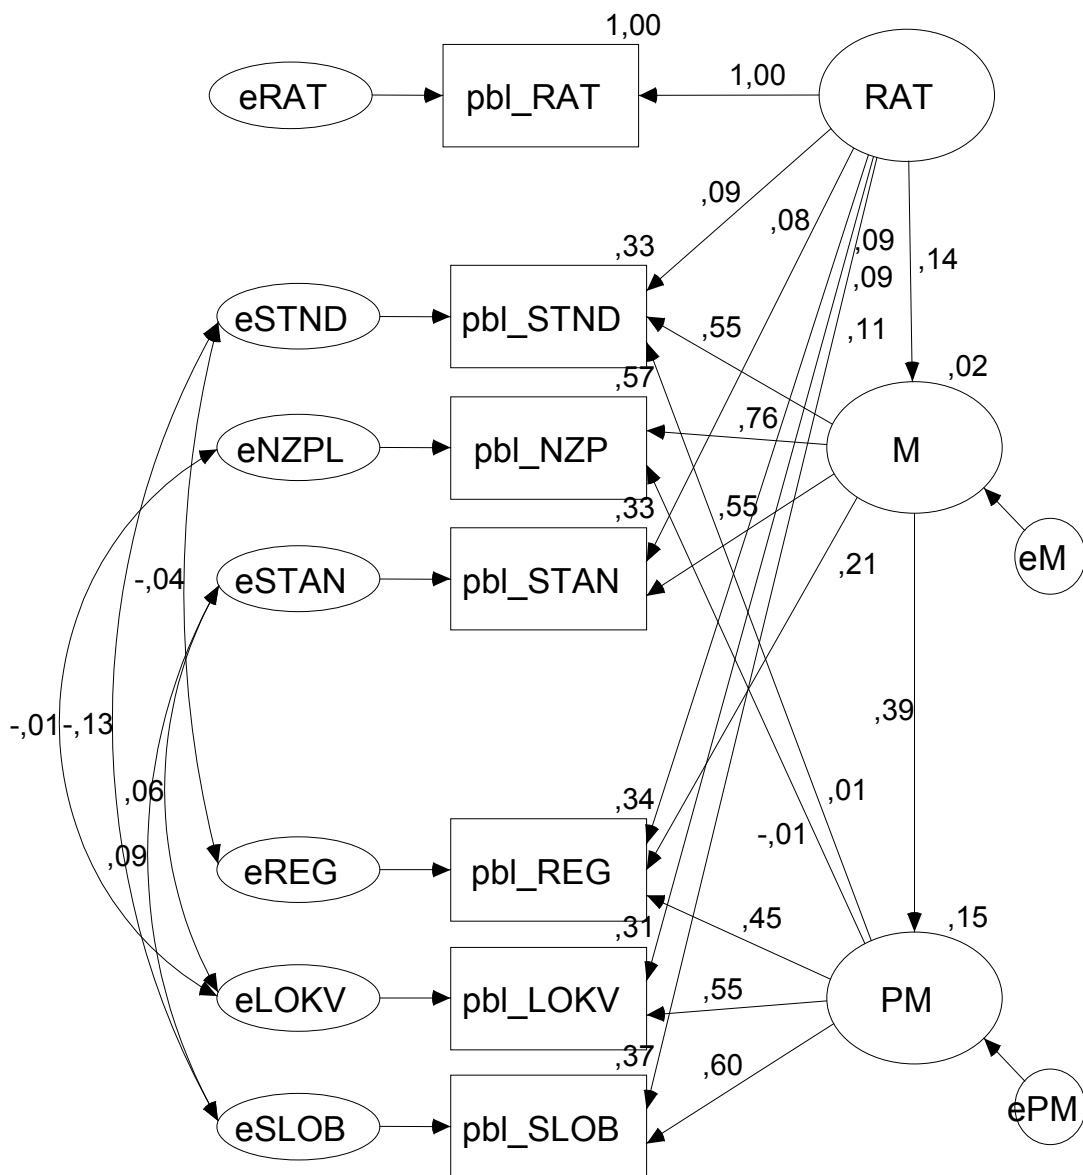 1,00
eRAT
pbl_RAT
1,00
RAT
,09
,08
,09
,09
,14
,11
,33
eSTND
pbl_STND
,55
,02
,57
eNZPL
pbl_NZP
,76
M
,33
eSTAN
pbl_STAN
,55
,21
eM
-,04
-,01
-,13
,39
,06
,09
,01
-,01
,34
eREG
pbl_REG
,45
,15
,31
eLOKV
pbl_LOKV
,55
PM
,37
,60
eSLOB
pbl_SLOB
ePM